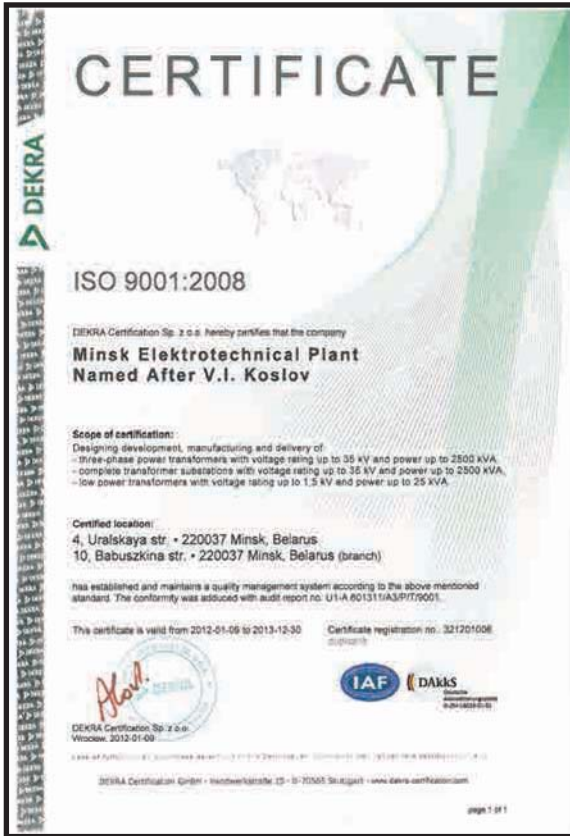 CERTIFICATE
DEKRA
ISO 9001:2008
DEKRA Certification Sp. z o.o. hereby certifies that the company
Minsk Elektrotechnical Plant
Named After V.I. Koslov
Scope of certification:
Designing development, manufacturing and delivery of
- three-phase power transformers with voltage rating up to 35 kV and power up to 2500 kVA,
- complete transformer substations with voltage rating up to 35 kV and power up to 2500 kVA,
- low power transformers with voltage rating up to 1,5 kV and power up to 25 kVA
Certified location:
4, Uralskaya str. • 220037 Minsk, Belarus
10, Babuszkina str. • 220037 Minsk, Belarus (branch)
has established and maintains a quality management system according to the above mentioned
standard. The conformity was adduced with audit report no. U1-A 601311/A3/P/T/9001.
This certificate is valid from 2012-01-09 to 2013-12-30
Certificate registration no.: 321201006
DEKRA
IAF
DAkkS
Deutsche
Akkreditierungsstelle
DEKRA Certification Sp. z o.o.
Wroclaw, 2012-01-09
DEKRA Certification GmbH • Handwerkstraße 15 • D-70565 Stuttgart • www.dekra-certification.com
page 1 of 1